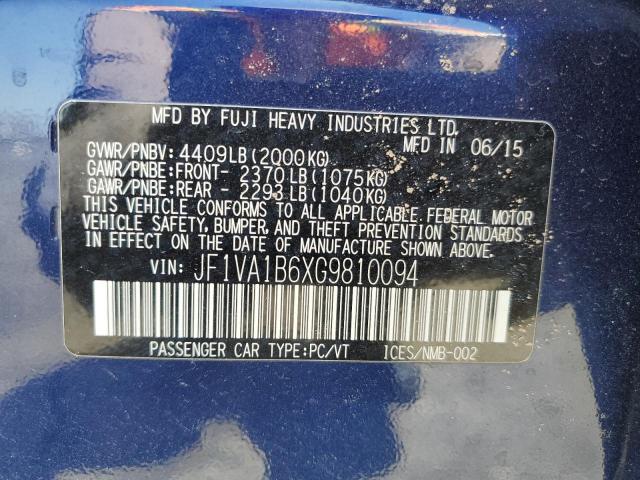 MFD BY FUJI HEAVY INDUSTRIES LTD.
MFD IN 06/15
GVWR/PNBV: 4409LB(2000KG)
GAWR/PNBE:FRONT- 2370LB(1075KG)
GAWR/PNBE:REAR - 2293LB(1040KG)
THIS VEHICLE CONFORMS TO ALL APPLICABLE FEDERAL MOTOR
VEHICLE SAFETY, BUMPER, AND THEFT PREVENTION STANDARDS
IN EFFECT ON THE DATE OF MANUFACTURE SHOWN ABOVE.
VIN: JF1VA1B6XG9810094
PASSENGER CAR TYPE:PC/VT ICES/NMB-002